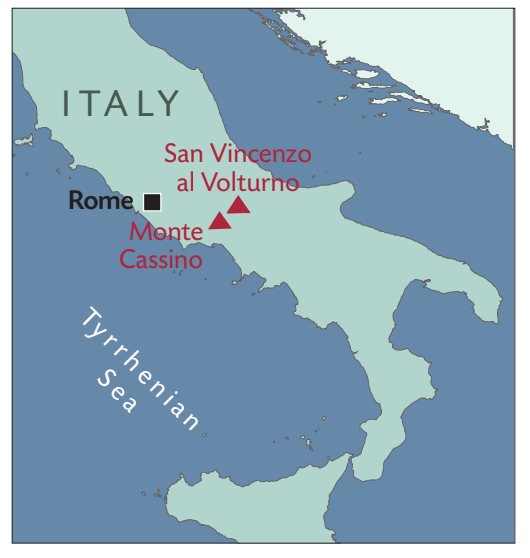 ITALY
San Vincenzo
al Volturno
Rome
Monte
Cassino
Tyrrhenian
Sea